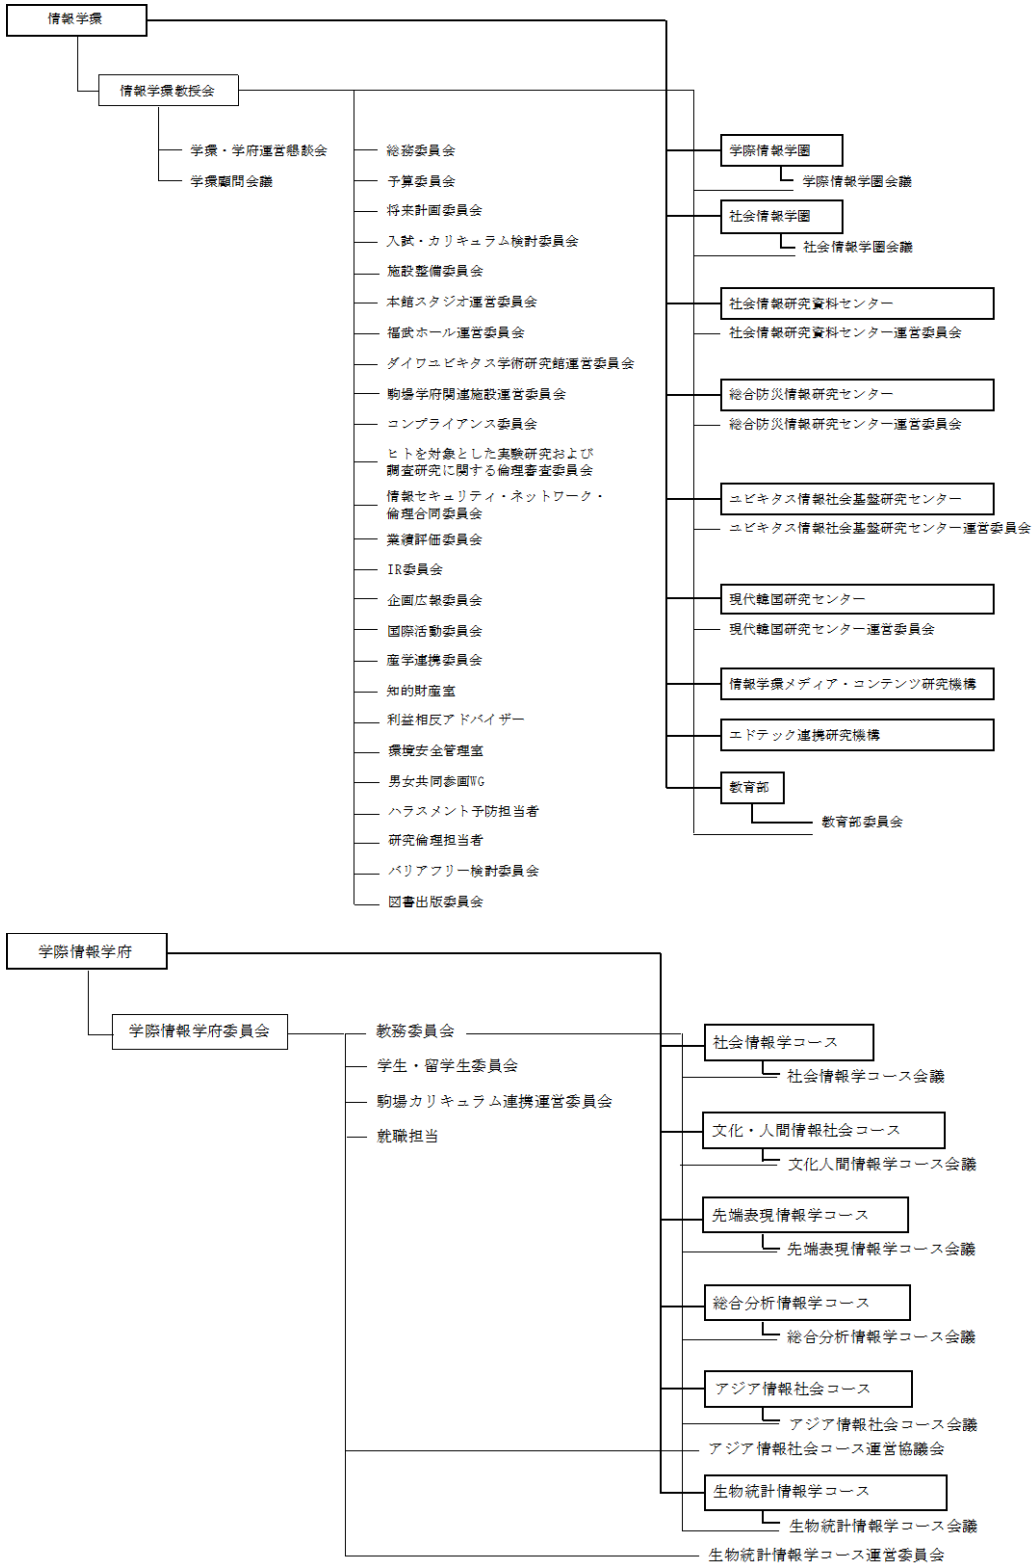 情報学環
情報学環教授会
学環・学府運営懇談会
学環顧問会議
総務委員会
予算委員会
将来計画委員会
入試・カリキュラム検討委員会
施設整備委員会
本館スタジオ運営委員会
福武ホール運営委員会
ダイワユビキタス学術研究館運営委員会
駒場学府関連施設運営委員会
コンプライアンス委員会
ヒトを対象とした実験研究および
調査研究に関する倫理審査委員会
情報セキュリティ・ネットワーク・
倫理合同委員会
業績評価委員会
IR委員会
企画広報委員会
国際活動委員会
産学連携委員会
知的財産室
利益相反アドバイザー
環境安全管理室
男女共同参画WG
ハラスメント予防担当者
研究倫理担当者
バリアフリー検討委員会
図書出版委員会
学際情報学圏
学際情報学圏会議
社会情報学圏
社会情報学圏会議
社会情報研究資料センター
社会情報研究資料センター運営委員会
総合防災情報研究センター
総合防災情報研究センター運営委員会
ユビキタス情報社会基盤研究センター
ユビキタス情報社会基盤研究センター運営委員会
現代韓国研究センター
現代韓国研究センター運営委員会
情報学環メディア・コンテンツ研究機構
エドテック連携研究機構
教育部
教育部委員会
学際情報学府
学際情報学府委員会
教務委員会
学生・留学生委員会
駒場カリキュラム連携運営委員会
就職担当
社会情報学コース
社会情報学コース会議
文化・人間情報社会コース
文化人間情報学コース会議
先端表現情報学コース
先端表現情報学コース会議
総合分析情報学コース
総合分析情報学コース会議
アジア情報社会コース
アジア情報社会コース会議
アジア情報社会コース運営協議会
生物統計情報学コース
生物統計情報学コース会議
生物統計情報学コース運営委員会